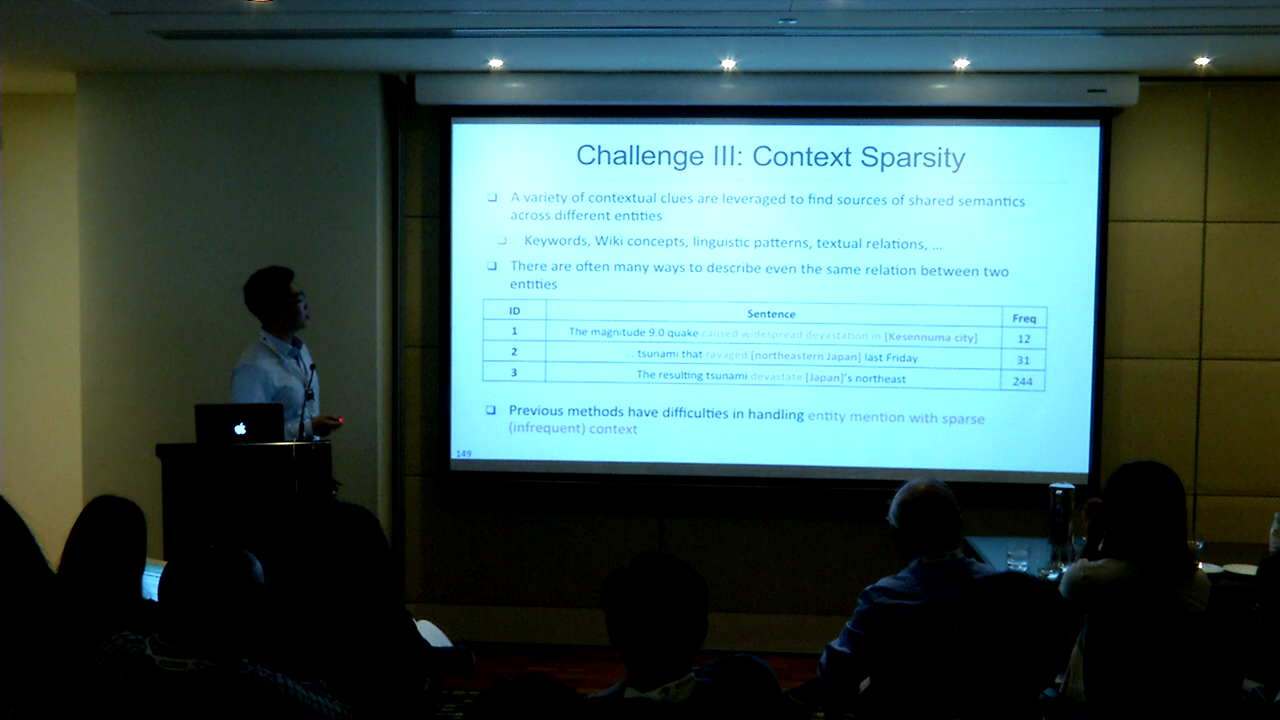 Challenge III: Context Sparsity
A variety of contextual clues are leveraged to find sources of shared semantics
across different entities
Keywords, Wiki concepts, linguistic patterns, textual relations, ...
There are often many ways to describe even the same relation between two
entities
ID Sentence Freq
1 The magnitude 9.0 quake caused widespread devastation in [Kesennuma city] 12
2 ... tsunami that ravaged [northeastern Japan] last Friday 31
3 The resulting tsunami devastate [Japan]'s northeast 244
Previous methods have difficulties in handling entity mention with sparse
(infrequent) context
149